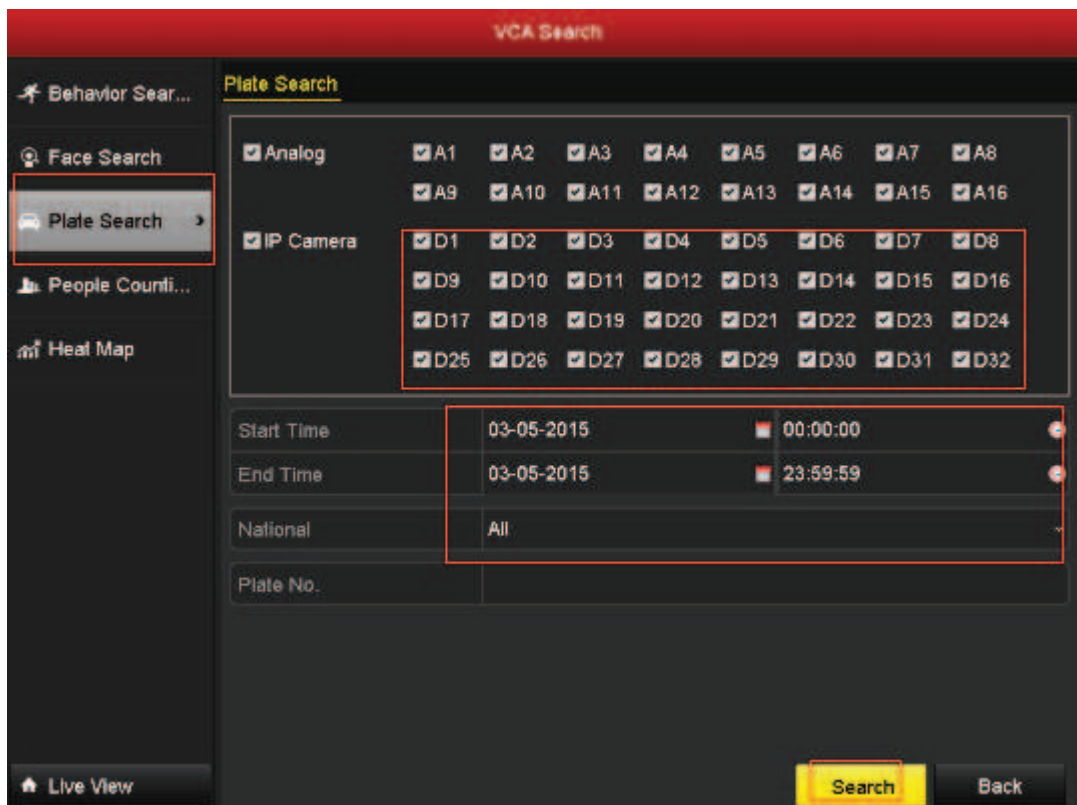 VCA Search
Behavior Sear...
Face Search
Plate Search
People Counti...
Heat Map
Live View
Plate Search
Analog A1 A2 A3 A4 A5 A6 A7 A8
A9 A10 A11 A12 A13 A14 A15 A16
IP Camera D1 D2 D3 D4 D5 D6 D7 D8
D9 D10 D11 D12 D13 D14 D15 D16
D17 D18 D19 D20 D21 D22 D23 D24
D25 D26 D27 D28 D29 D30 D31 D32
Start Time 03-05-2015 00:00:00
End Time 03-05-2015 23:59:59
National All
Plate No.
Search Back